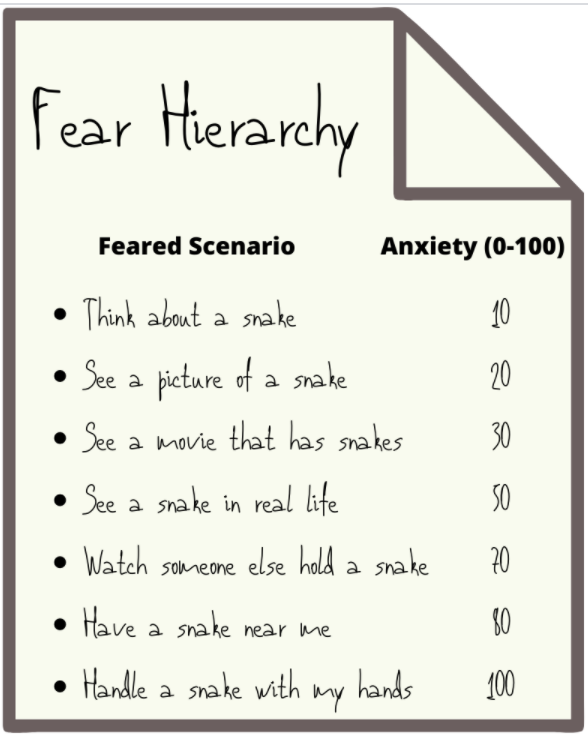 Fear Hierarchy
Feared Scenario Anxiety (0-100)
• Think about a snake 10
• See a picture of a snake 20
• See a movie that has snakes 30
• See a snake in real life 50
• Watch someone else hold a snake 70
• Have a snake near me 80
• Handle a snake with my hands 100